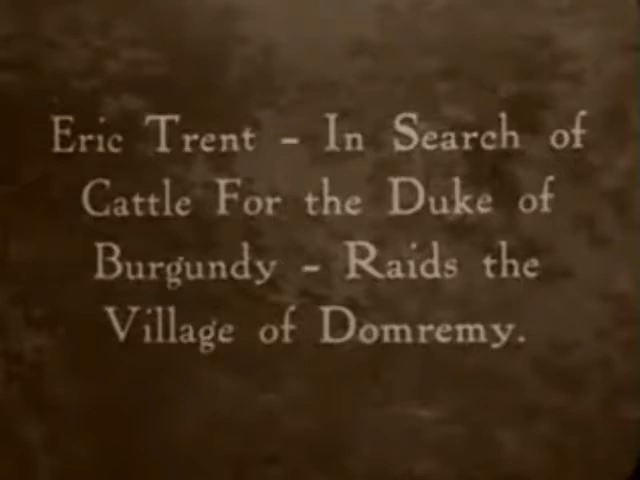 Eric Trent - In Search of
Cattle For the Duke of
Burgundy - Raids the
Village of Domremy.